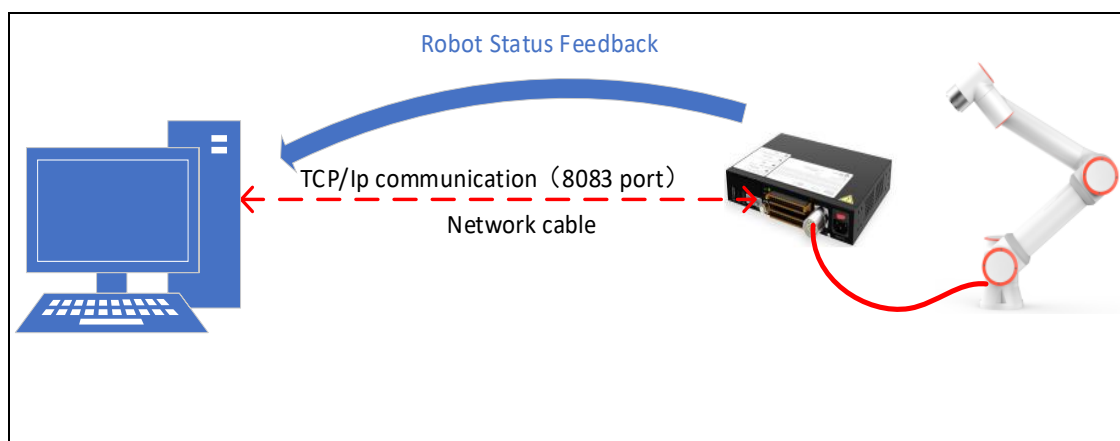 Robot Status Feedback
TCP/Ip communication（8083 port）
Network cable